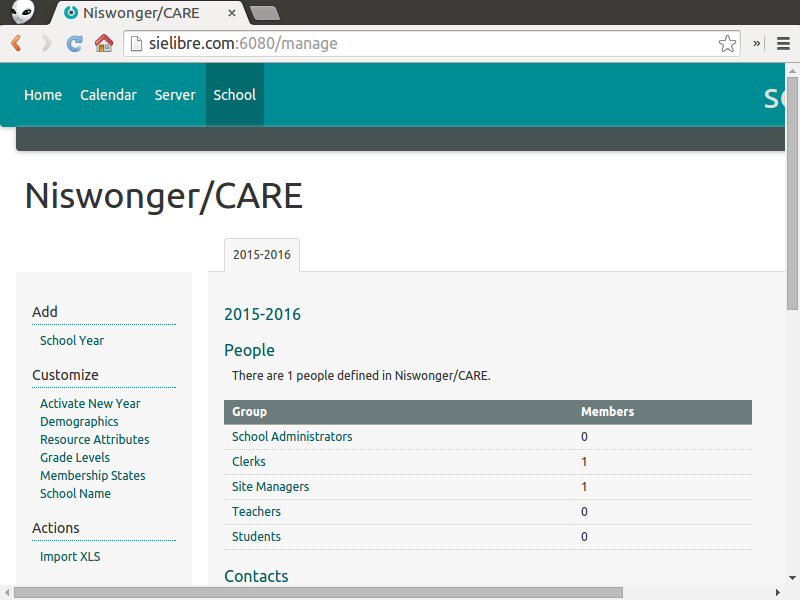 Niswonger/CARE
sielibre.com:6080/manage
Home Calendar Server School
Niswonger/CARE
2015-2016
Add
School Year
Customize
Activate New Year
Demographics
Resource Attributes
Grade Levels
Membership States
School Name
Actions
Import XLS
2015-2016
People
There are 1 people defined in Niswonger/CARE.
Group Members
School Administrators 0
Clerks 1
Site Managers 1
Teachers 0
Students 0
Contacts